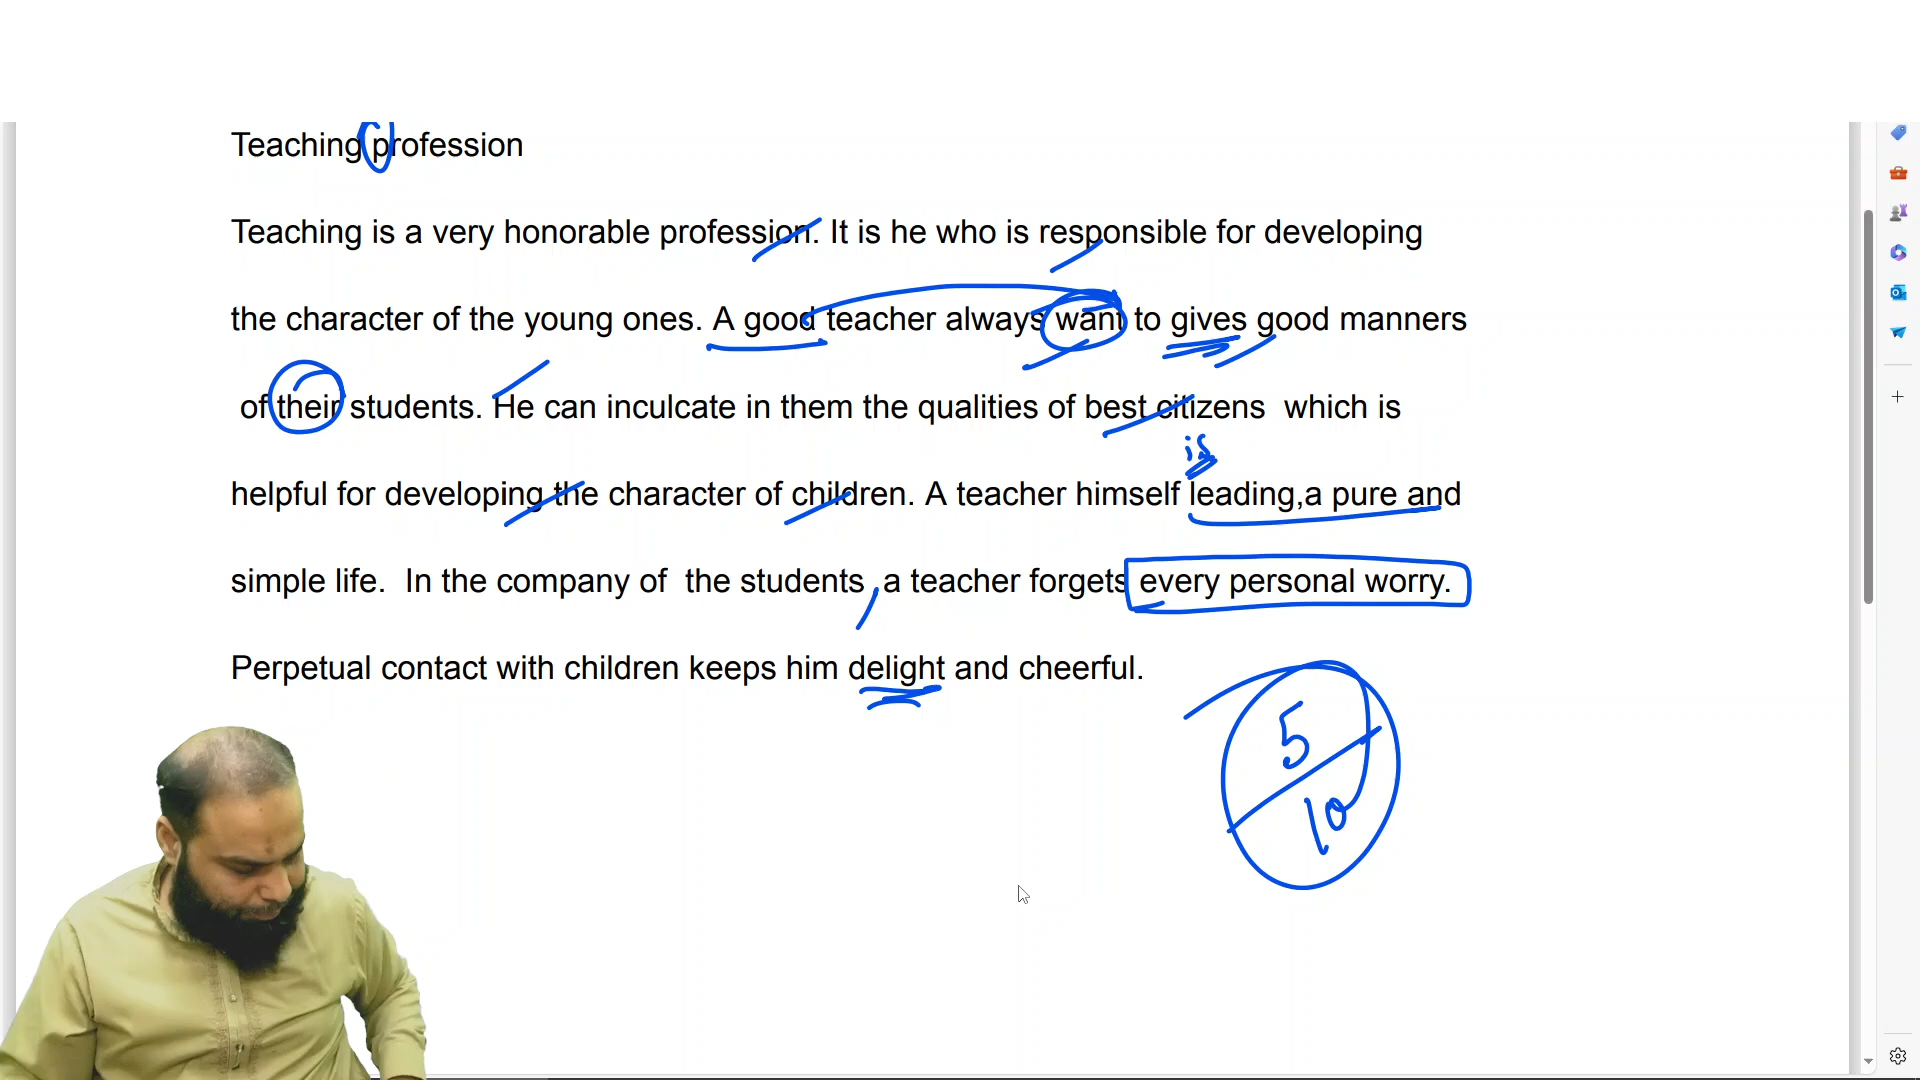 Teaching profession
Teaching is a very honorable profession. It is he who is responsible for developing
the character of the young ones. A good teacher always want to gives good manners
of their students. He can inculcate in them the qualities of best citizens which is
is
helpful for developing the character of children. A teacher himself leading,a pure and
simple life. In the company of the students , a teacher forgets every personal worry.
Perpetual contact with children keeps him delight and cheerful.
5
10